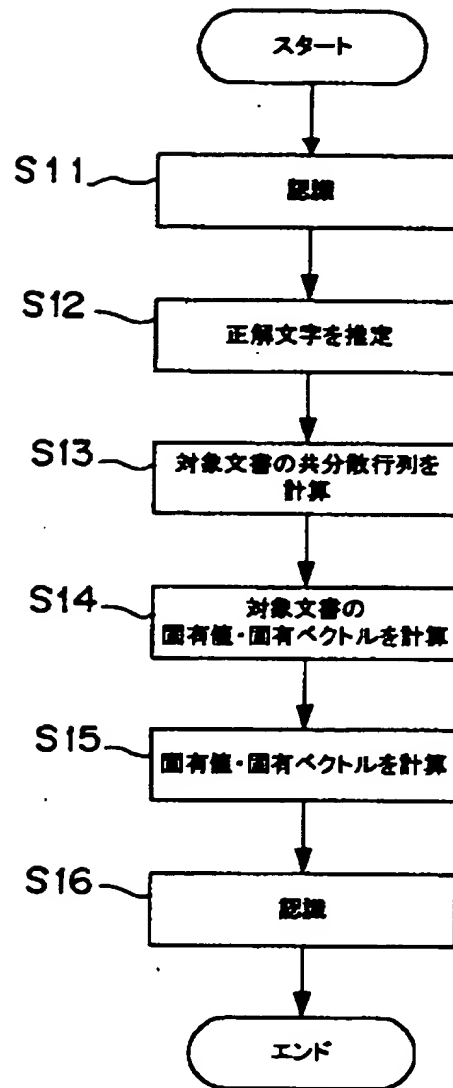 スタート
S11
認識
S12
正解文字を推定
S13
対象文書の共分散行列を
計算
S14
対象文書の
固有値・固有ベクトルを計算
S15
固有値・固有ベクトルを計算
S16
認識
エンド